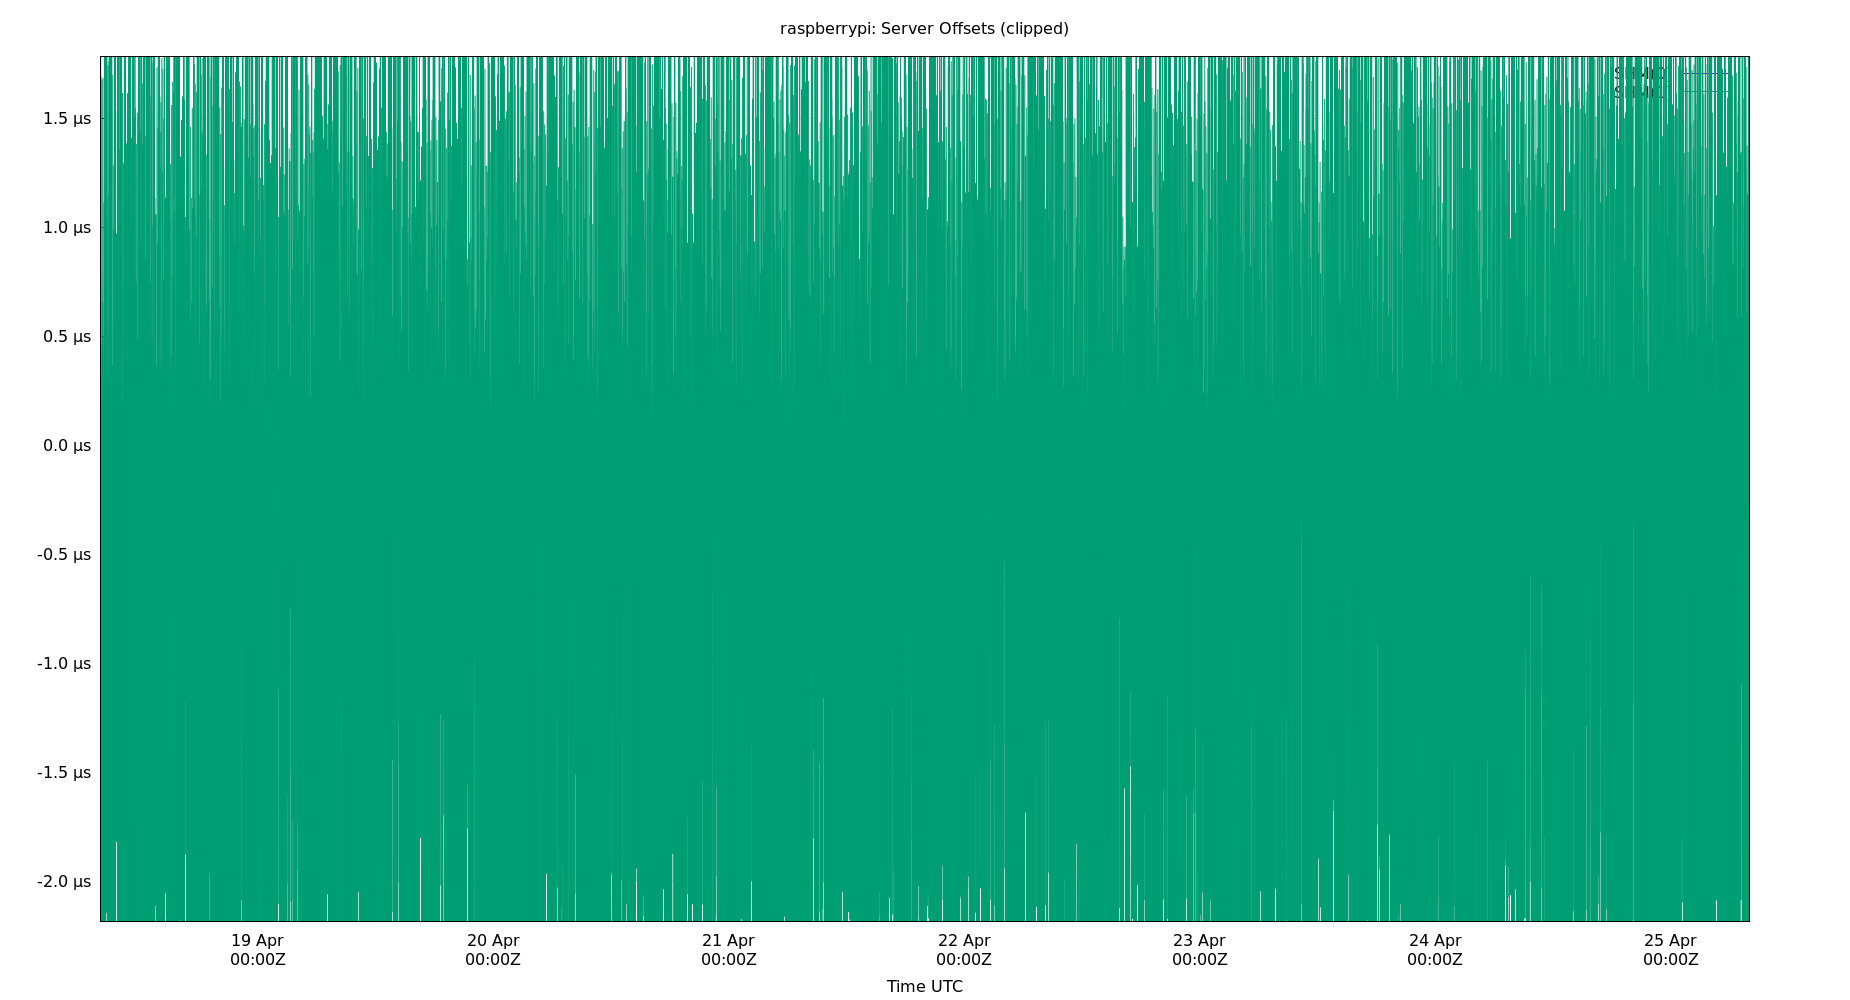 raspberrypi: Server Offsets (clipped)
1.5 µs
1.0 µs
0.5 µs
0.0 µs
-0.5 µs
-1.0 µs
-1.5 µs
-2.0 µs
19 Apr 20 Apr 21 Apr 22 Apr 23 Apr 24 Apr 25 Apr
00:00Z 00:00Z 00:00Z 00:00Z 00:00Z 00:00Z 00:00Z
Time UTC